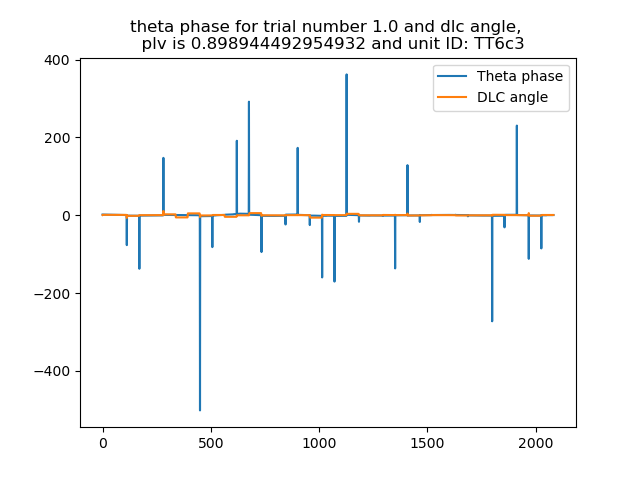 theta phase for trial number 1.0 and dlc angle,
plv is 0.898944492954932 and unit ID: TT6c3
400
200
0
−200
−400
0
500
1000
1500
2000
Theta phase
DLC angle